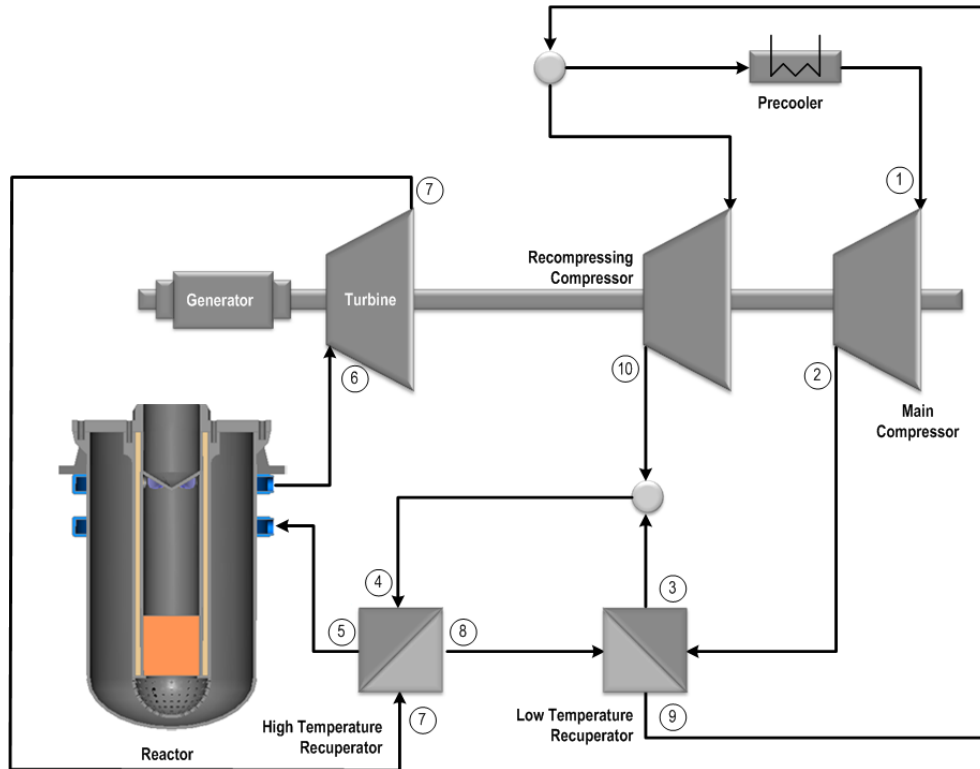 Precooler
1
7
Recompressing
Compressor
Generator
Turbine
6
10
2
Main
Compressor
4
3
5
8
7
9
High Temperature
Recuperator
Low Temperature
Recuperator
Reactor